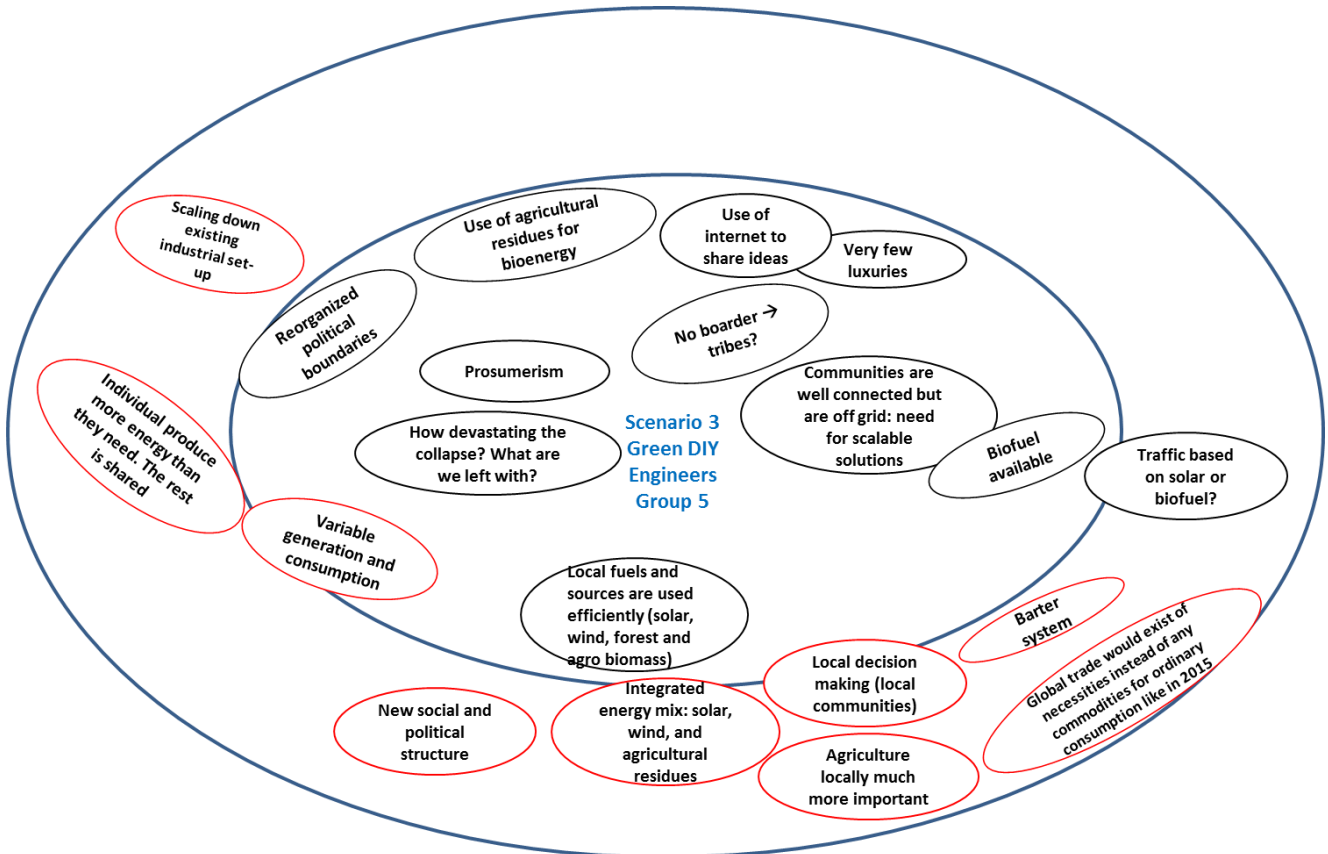 Scaling down
existing
industrial set-
up
Use of agricultural
residues for
bioenergy
Use of
internet to
share ideas
Very few
luxuries
Reorganized
political
boundaries
No boarder →
tribes?
Prosumerism
Communities are
well connected but
are off grid: need
for scalable
solutions
Individual produce
more energy than
they need. The rest
is shared
How devastating the
collapse? What are
we left with?
Scenario 3
Green DIY
Engineers
Group 5
Biofuel
available
Traffic based
on solar or
biofuel?
Variable
generation and
consumption
Local fuels and
sources are used
efficiently (solar,
wind, forest and
agro biomass)
Barter
system
Global trade would exist of
necessities instead of any
commodities for ordinary
consumption like in 2015
Local decision
making (local
communities)
New social and
political
structure
Integrated
energy mix: solar,
wind, and
agricultural
residues
Agriculture
locally much
more important